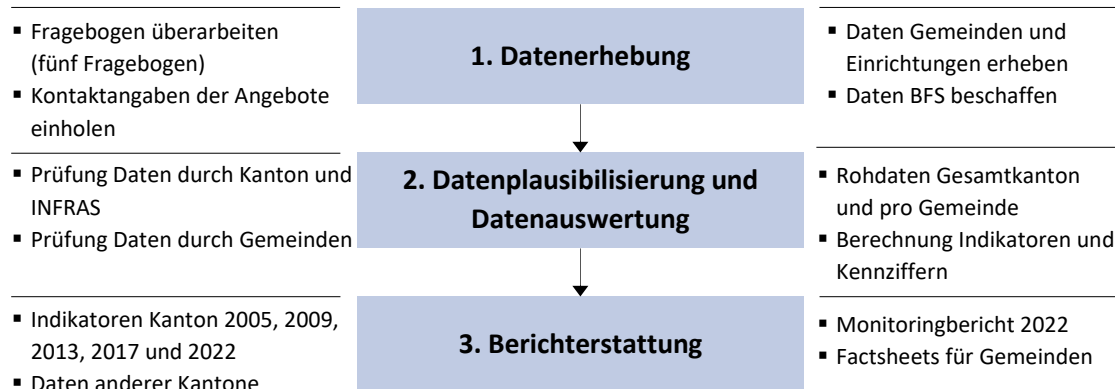 ▪ Fragebogen überarbeiten
(fünf Fragebogen)
▪ Kontaktangaben der Angebote
einholen
1. Datenerhebung
▪ Daten Gemeinden und
Einrichtungen erheben
▪ Daten BFS beschaffen
▪ Prüfung Daten durch Kanton und
INFRAS
▪ Prüfung Daten durch Gemeinden
2. Datenplausibilisierung und
Datenauswertung
▪ Rohdaten Gesamtkanton
und pro Gemeinde
▪ Berechnung Indikatoren und
Kennziffern
▪ Indikatoren Kanton 2005, 2009,
2013, 2017 und 2022
▪ Daten anderer Kantone
3. Berichterstattung
▪ Monitoringbericht 2022
▪ Factsheets für Gemeinden